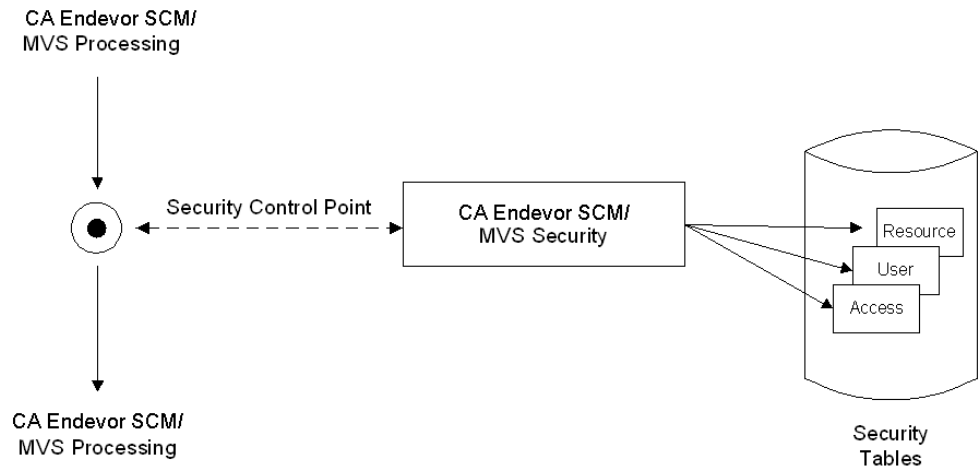 CA Endevor SCM/
MVS Processing
Security Control Point
CA Endevor SCM/
MVS Security
Resource
User
Access
CA Endevor SCM/
MVS Processing
Security
Tables